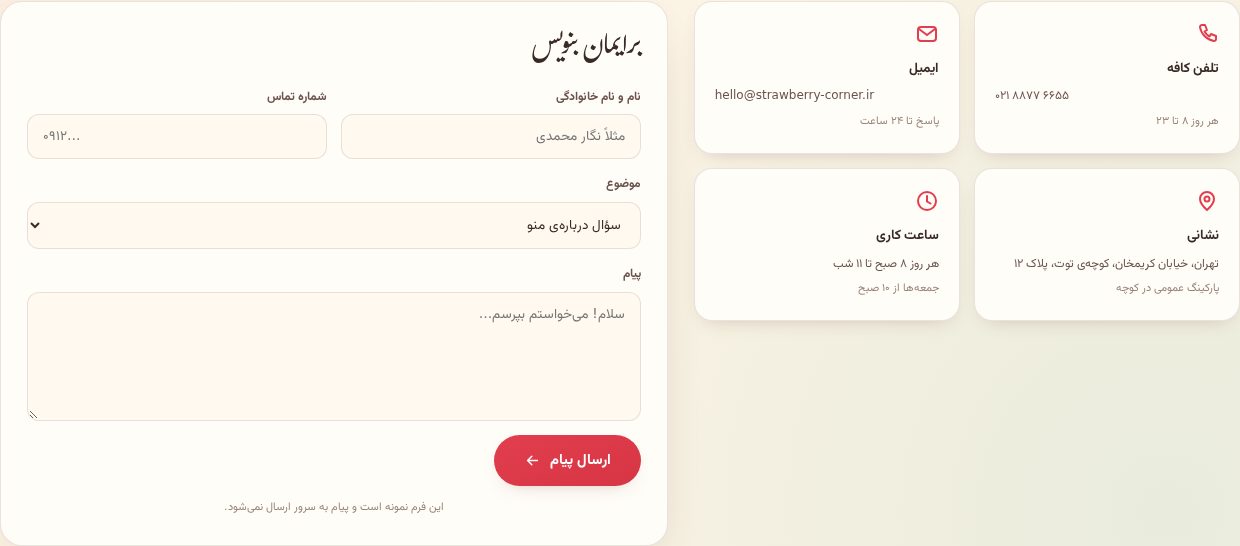 تلفن کافه
۰۲۱ ۸۸۷۷ ۶۶۵۵
هر روز ۸ تا ۲۳
ایمیل
hello@strawberry-corner.ir
پاسخ تا ۲۴ ساعت
نشانی
تهران، خیابان کریمخان، کوچه‌ی توت، پلاک ۱۲
پارکینگ عمومی در کوچه
ساعت کاری
هر روز ۸ صبح تا ۱۱ شب
جمعه‌ها از ۱۰ صبح
برایمان بنویس
نام و نام خانوادگی
مثلاً نگار محمدی
شماره تماس
۰۹۱۲...
موضوع
سؤال درباره‌ی منو
پیام
سلام! می‌خواستم بپرسم...
ارسال پیام ←
این فرم نمونه است و پیام به سرور ارسال نمی‌شود.